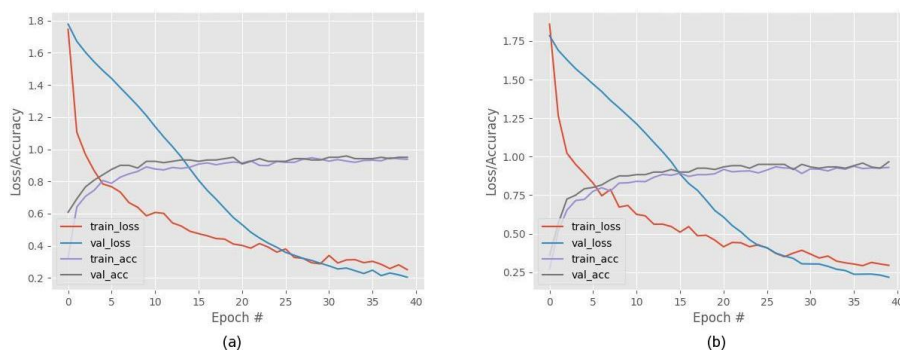 1.8
1.6
1.4
1.2
1.0
0.8
0.6
0.4
0.2
Loss/Accuracy
train_loss
val_loss
train_acc
val_acc
0 5 10 15 20 25 30 35 40
Epoch #
(a)
1.75
1.50
1.25
1.00
0.75
0.50
0.25
Loss/Accuracy
train_loss
val_loss
train_acc
val_acc
0 5 10 15 20 25 30 35 40
Epoch #
(b)